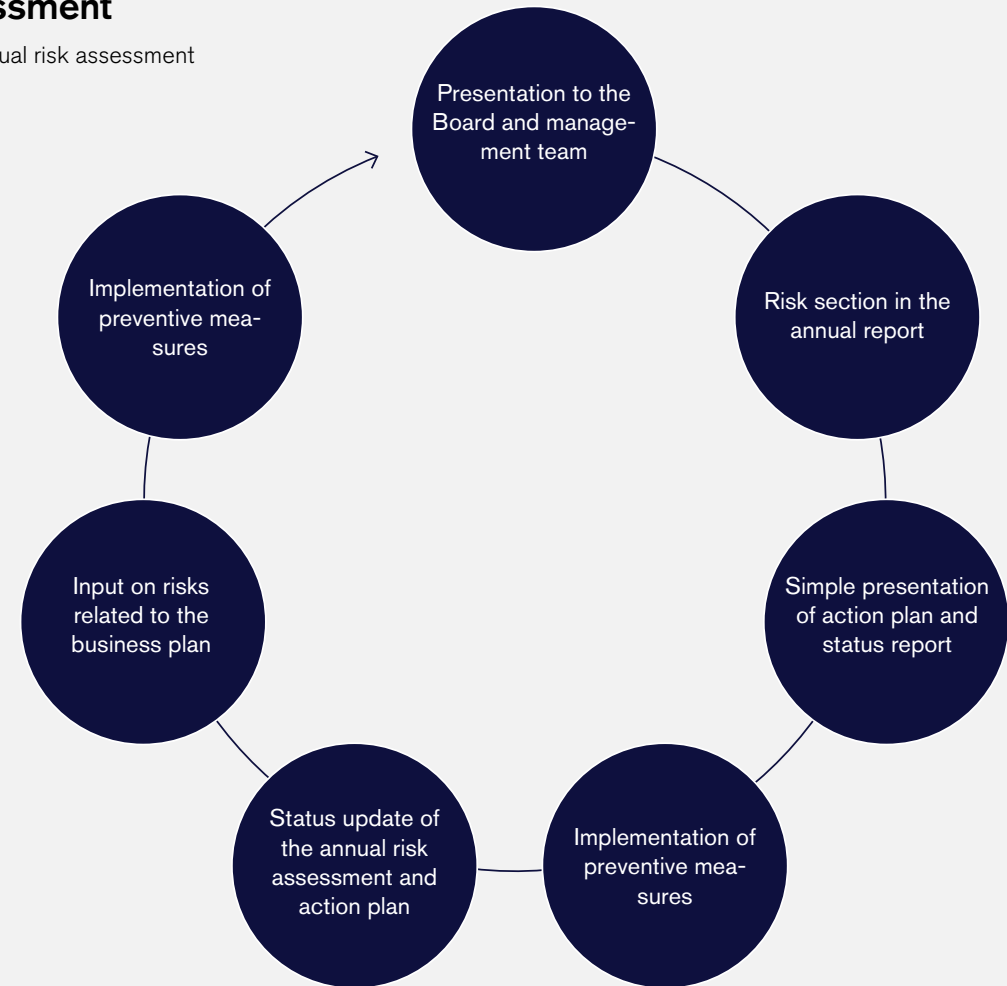 ssment
ual risk assessment
Presentation to the
Board and manage-
ment team
Risk section in the
annual report
Simple presentation
of action plan and
status report
Implementation of
preventive mea-
sures
Status update of
the annual risk
assessment and
action plan
Input on risks
related to the
business plan
Implementation of
preventive mea-
sures